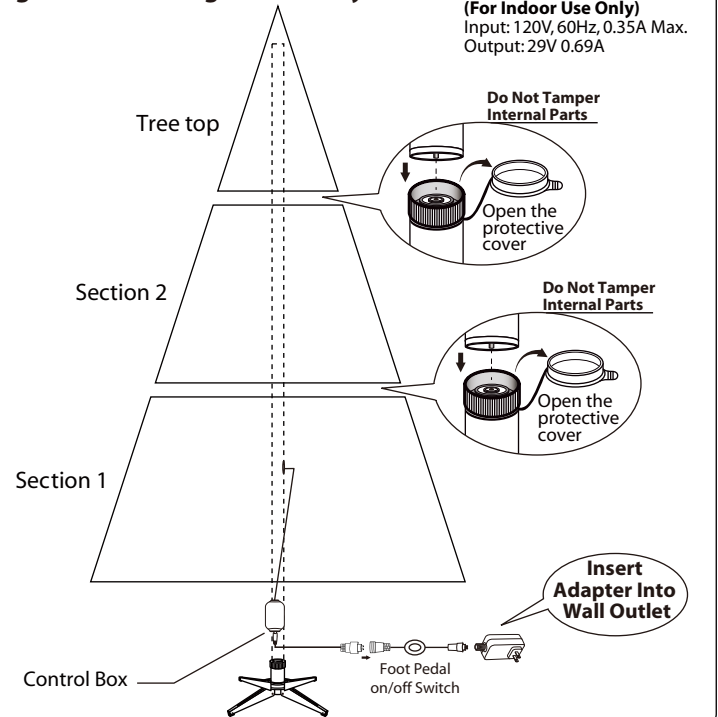 (For Indoor Use Only)
Input: 120V, 60Hz, 0.35A Max.
Output: 29V 0.69A
Do Not Tamper
Internal Parts
Tree top
Open the
protective
cover
Section 2
Do Not Tamper
Internal Parts
Open the
protective
cover
Section 1
Insert
Adapter Into
Wall Outlet
Control Box
Foot Pedal
on/off Switch